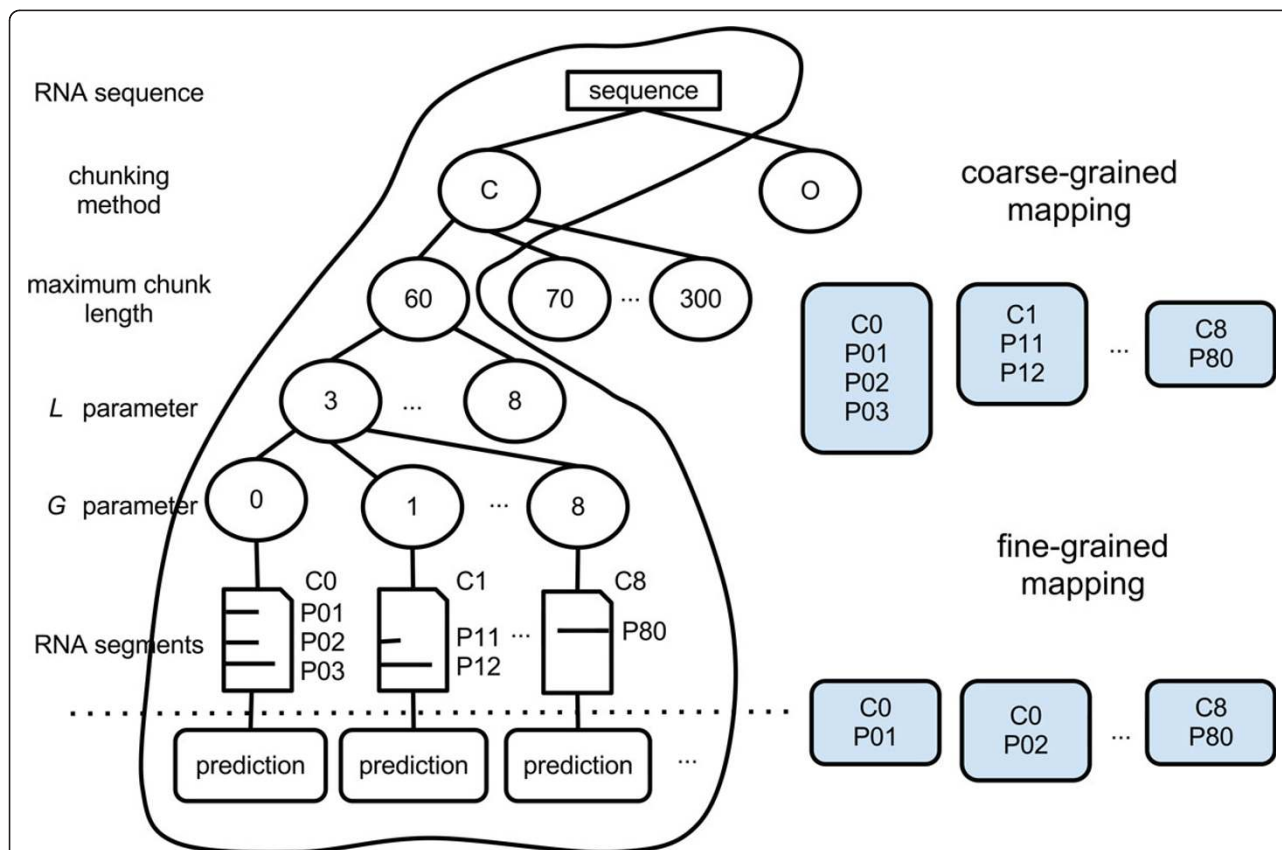 RNA sequence
sequence
chunking
method
C
O
coarse-grained
mapping
maximum chunk
length
60
70
...
300
C0
P01
P02
P03
C1
P11
P12
...
C8
P80
L parameter
3
...
8
G parameter
0
1
...
8
fine-grained
mapping
RNA segments
C0
P01
P02
P03
C1
P11
P12
...
C8
P80
C0
P01
C0
P02
...
C8
P80
prediction
prediction
prediction
...